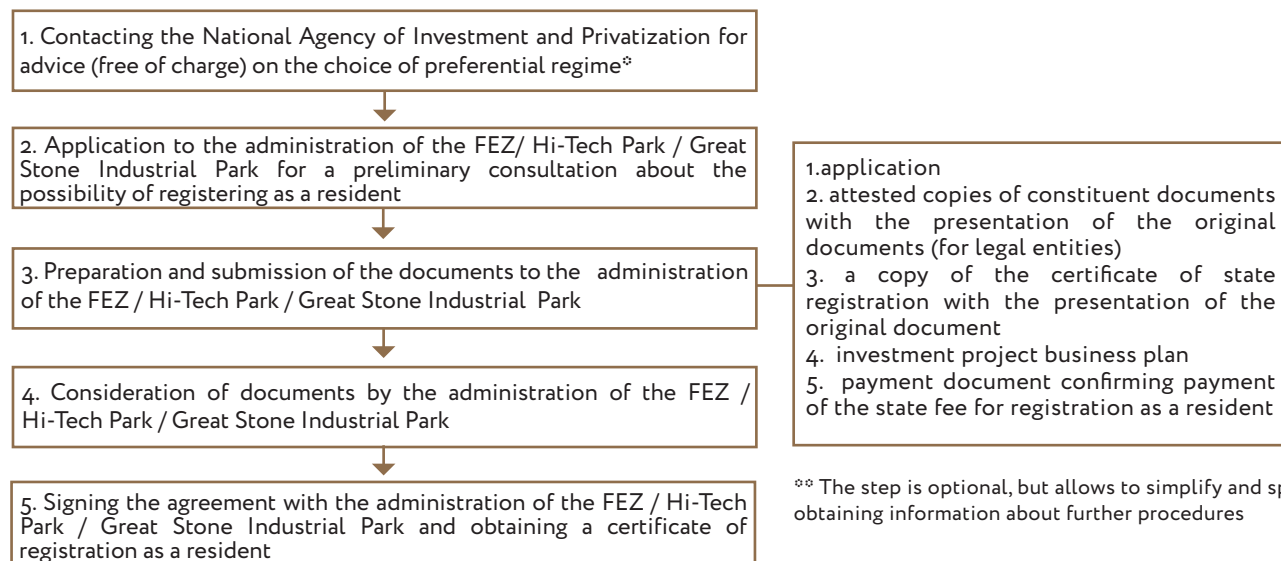 1. Contacting the National Agency of Investment and Privatization for
advice (free of charge) on the choice of preferential regime*
2. Application to the administration of the FEZ/ Hi-Tech Park / Great
Stone Industrial Park for a preliminary consultation about the
possibility of registering as a resident
3. Preparation and submission of the documents to the administration
of the FEZ / Hi-Tech Park / Great Stone Industrial Park
4. Consideration of documents by the administration of the FEZ /
Hi-Tech Park / Great Stone Industrial Park
5. Signing the agreement with the administration of the FEZ / Hi-Tech
Park / Great Stone Industrial Park and obtaining a certificate of
registration as a resident
1.application
2. attested copies of constituent documents
with the presentation of the original
documents (for legal entities)
3. a copy of the certificate of state
registration with the presentation of the
original document
4. investment project business plan
5. payment document confirming payment
of the state fee for registration as a resident
** The step is optional, but allows to simplify and
obtaining information about further procedures